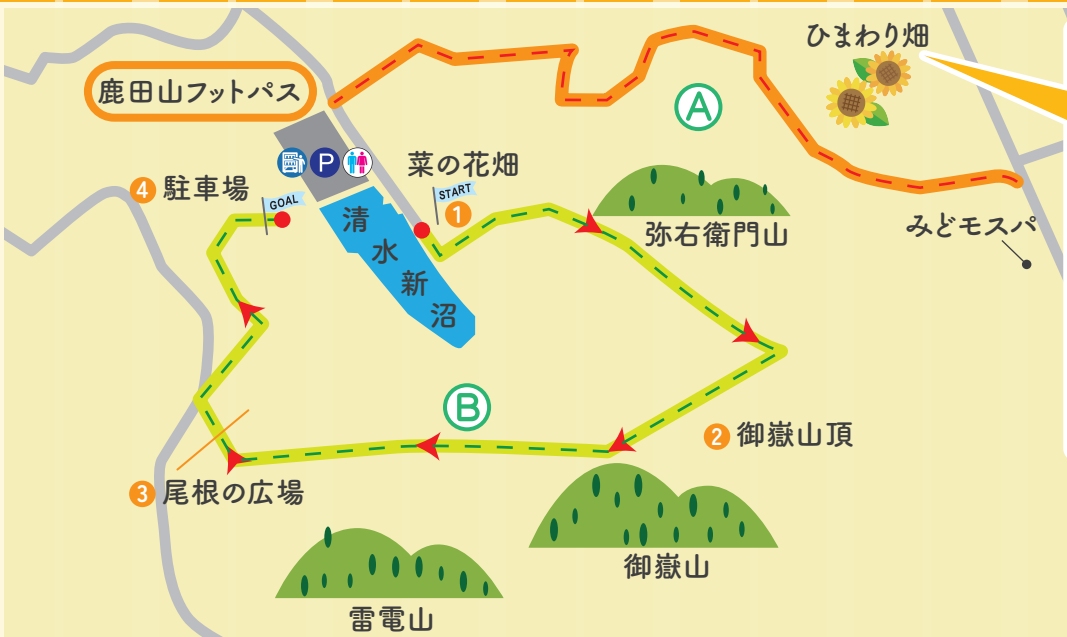 ひまわり畑
鹿田山フットパス
A
P
菜の花畑
4 駐車場
GOAL
START
1
清水新沼
弥右衛門山
みどモスパ
B
2 御嶽山頂
3 尾根の広場
御嶽山
雷電山